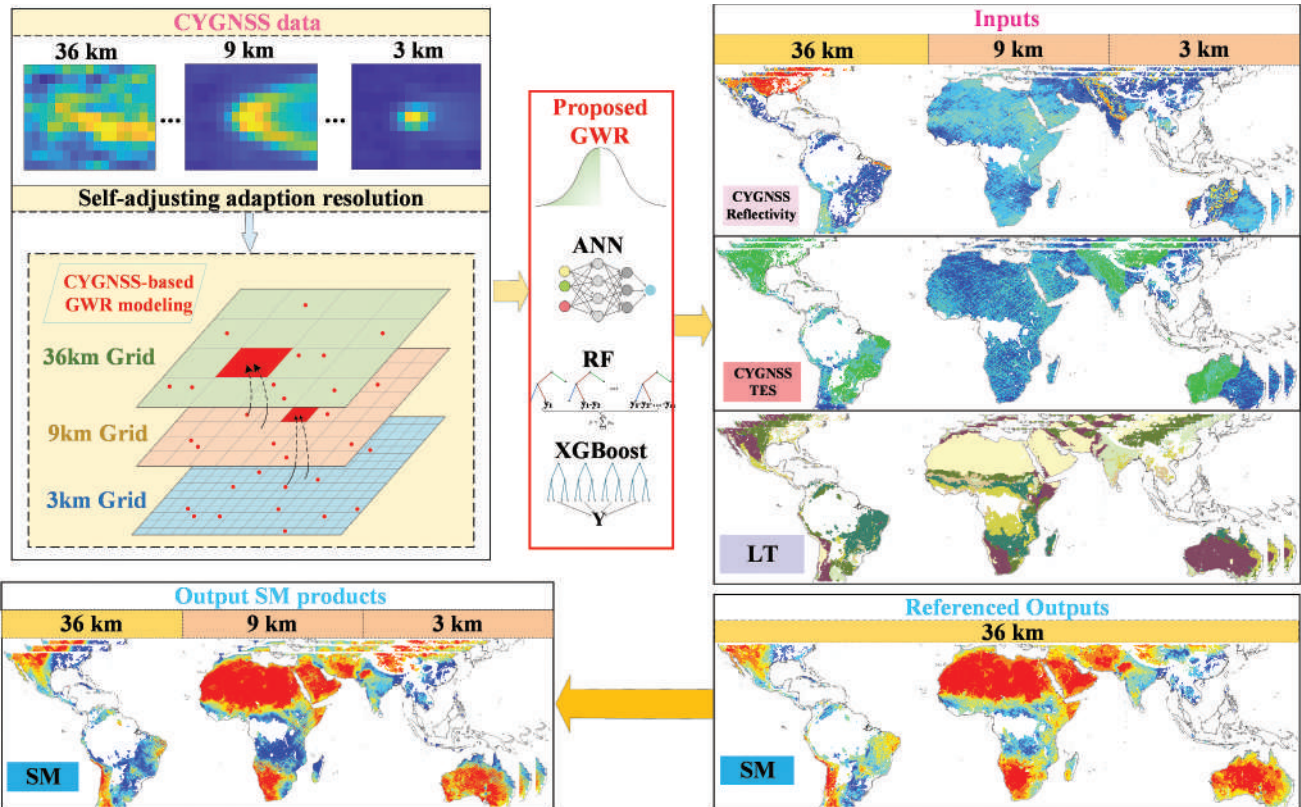 CYGNSS data
36 km
9 km
3 km
...
...
Self-adjusting adaption resolution
CYGNSS-based
GWR modeling
36km Grid
9km Grid
3km Grid
Proposed
GWR
ANN
RF
XGBoost
Y
Inputs
36 km
9 km
3 km
CYGNSS
Reflectivity
CYGNSS
TES
LT
Output SM products
36 km
9 km
3 km
SM
Referenced Outputs
36 km
SM